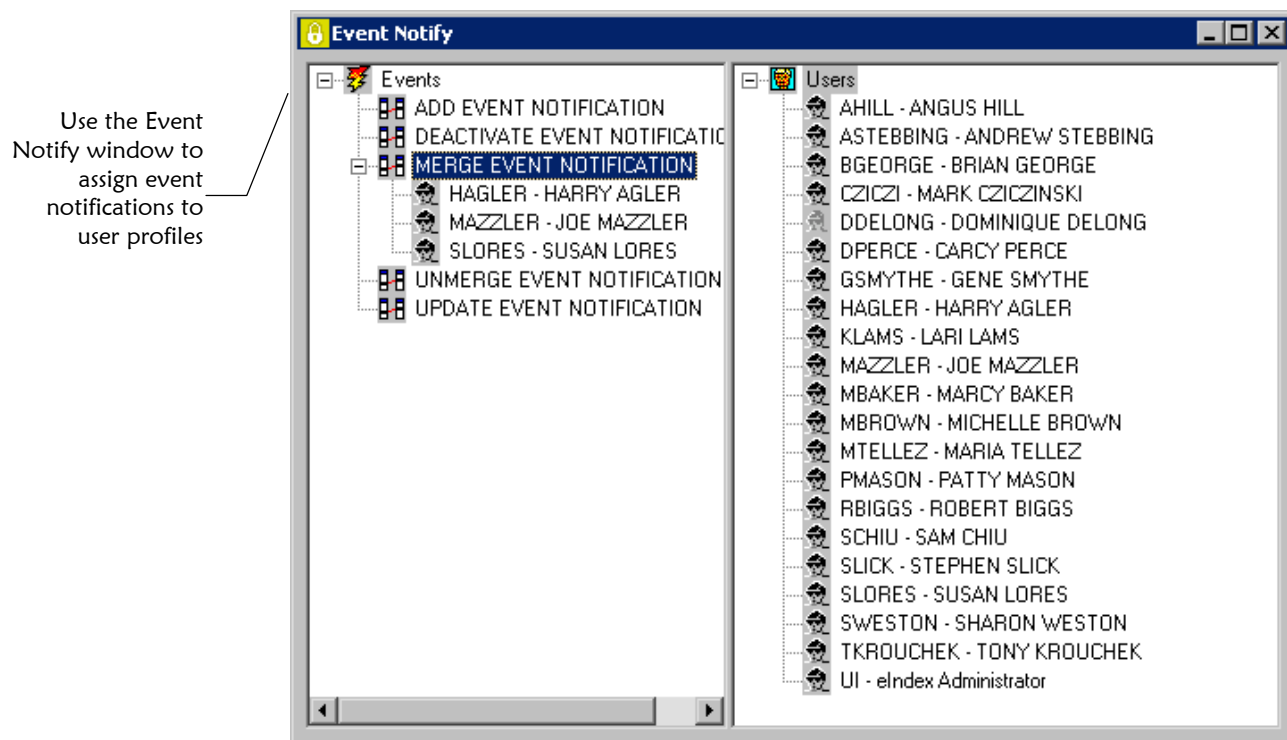 Event Notify
Use the Event
Notify window to
assign event
notifications to
user profiles
Events
ADD EVENT NOTIFICATION
DEACTIVATE EVENT NOTIFICATIC
MERGE EVENT NOTIFICATION
HAGLER - HARRY AGLER
MAZZLER - JOE MAZZLER
SLORES - SUSAN LORES
UNMERGE EVENT NOTIFICATION
UPDATE EVENT NOTIFICATION
Users
AHILL - ANGUS HILL
ASTEBBING - ANDREW STEBBING
BGEORGE - BRIAN GEORGE
CZICZI - MARK CZICZINSKI
DDELONG - DOMINIQUE DELONG
DPERCE - CARCY PERCE
GSMYTHE - GENE SMYTHE
HAGLER - HARRY AGLER
KLAMS - LARI LAMS
MAZZLER - JOE MAZZLER
MBAKER - MARCY BAKER
MBROWN - MICHELLE BROWN
MTELLEZ - MARIA TELLEZ
PMASON - PATTY MASON
RBIGGS - ROBERT BIGGS
SCHIU - SAM CHIU
SLICK - STEPHEN SLICK
SLORES - SUSAN LORES
SWESTON - SHARON WESTON
TKROUCHEK - TONY KROUCHEK
UI - eIndex Administrator